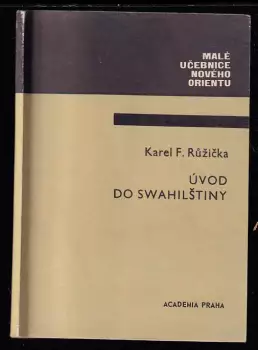 MALÉ
UČEBNICE
NOVÉHO
ORIENTU
Karel F. Růžička
ÚVOD
DO SWAHILŠTINY
ACADEMIA PRAHA